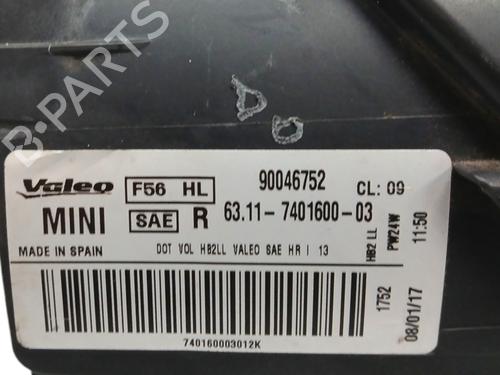 B-PARTS
Valeo F56 HL 90046752 CL: 09
MINI SAE R 63.11-7401600-03
MADE IN SPAIN DOT VOL HB2LL VALEO SAE HR I 13
740160003012K
HB2 LL PW24W 11:50
1752 08/01/17